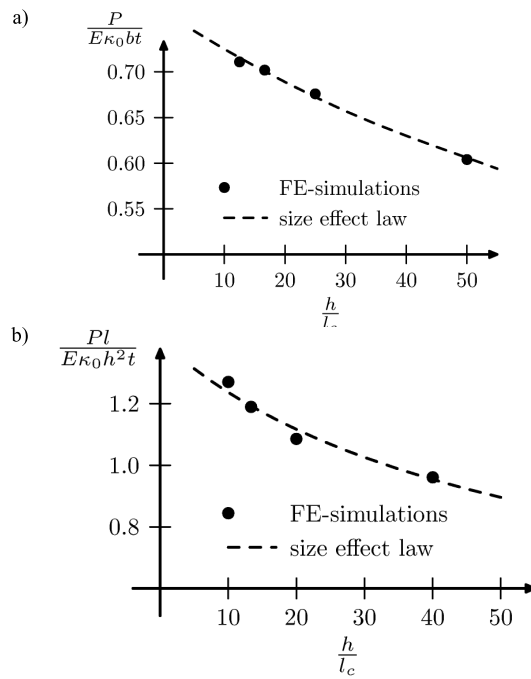 a)
P
Eκ₀bt
0.70
0.65
0.60
0.55
FE-simulations
size effect law
10 20 30 40 50
h
l꜀
b)
Pl
Eκ₀h²t
1.2
1.0
0.8
FE-simulations
size effect law
10 20 30 40 50
h
l꜀